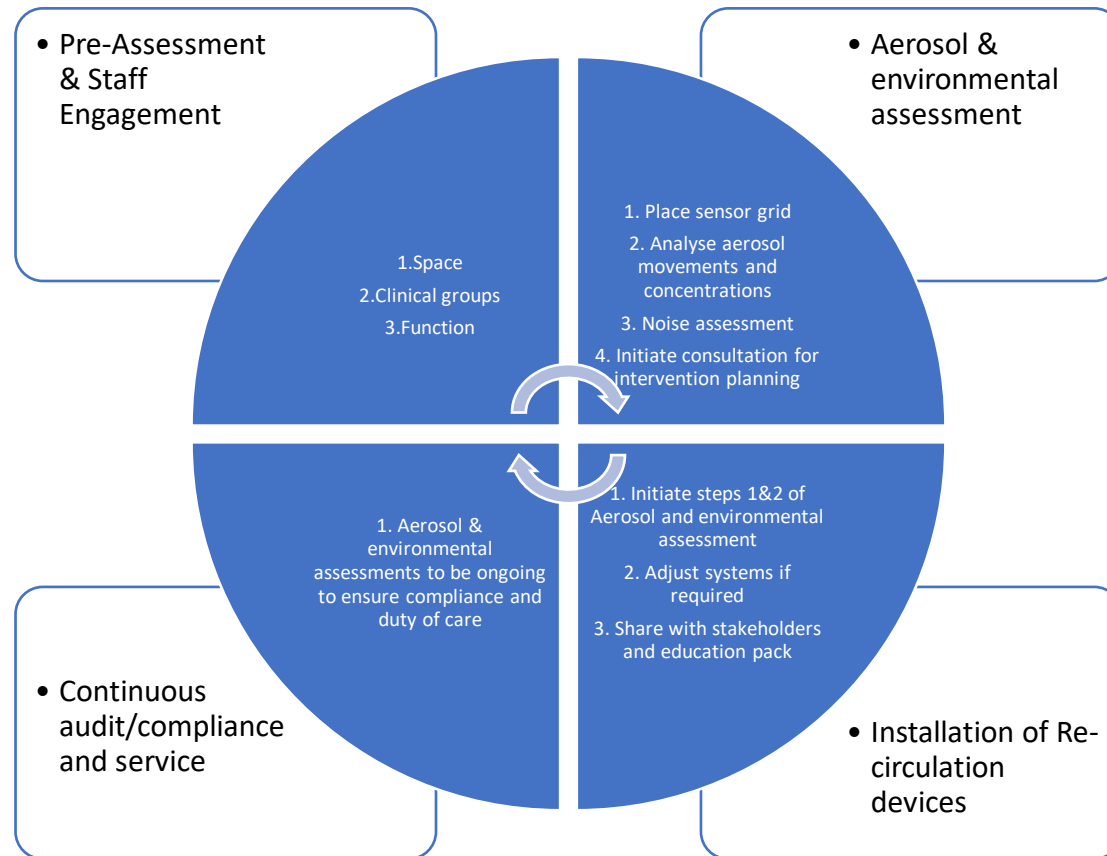 • Pre-Assessment
& Staff
Engagement
• Aerosol &
environmental
assessment
1.Space
2.Clinical groups
3.Function
1. Place sensor grid
2. Analyse aerosol
movements and
concentrations
3. Noise assessment
4. Initiate consultation for
intervention planning
1. Aerosol &
environmental
assessments to be ongoing
to ensure compliance and
duty of care
1. Initiate steps 1&2 of
Aerosol and environmental
assessment
2. Adjust systems if
required
3. Share with stakeholders
and education pack
• Continuous
audit/compliance
and service
• Installation of Re-
circulation
devices